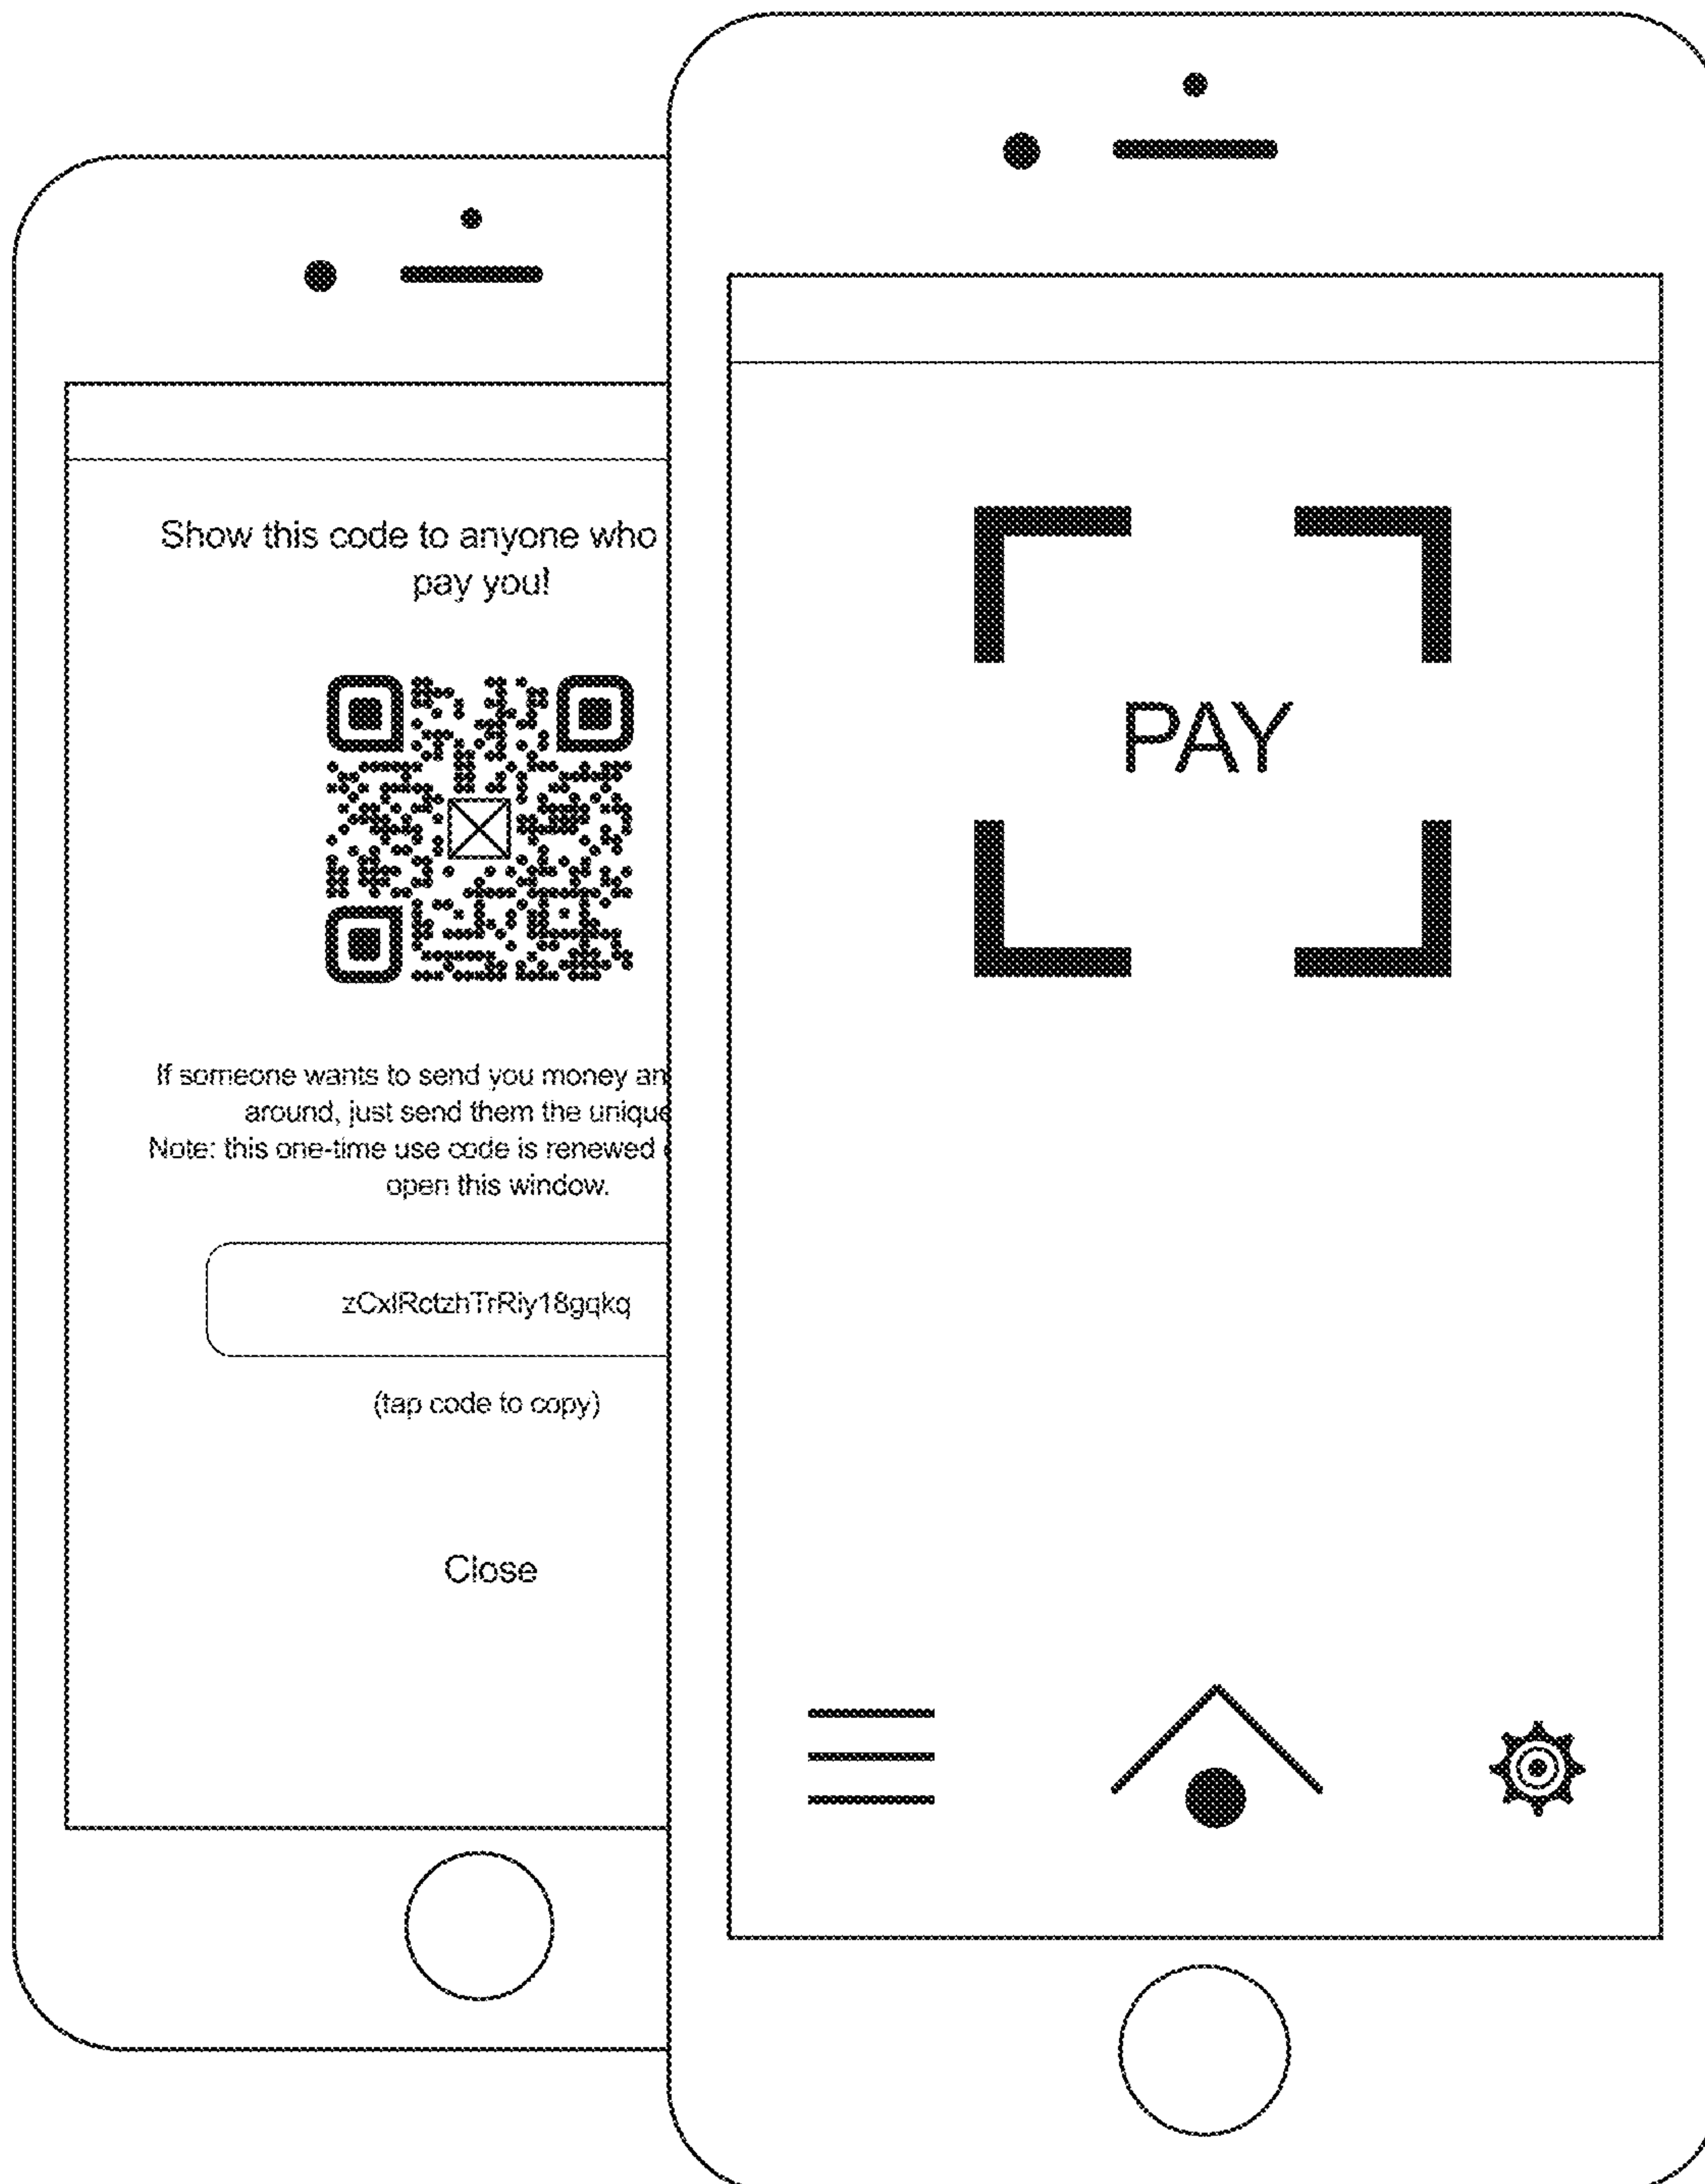 Show this code to anyone who
pay you!
If someone wants to send you money an
around, just send them the unique
Note: this one-time use code is renewed
open this window.
zCxlRctzhTrRiy18gqkq
(tap code to copy)
Close
PAY